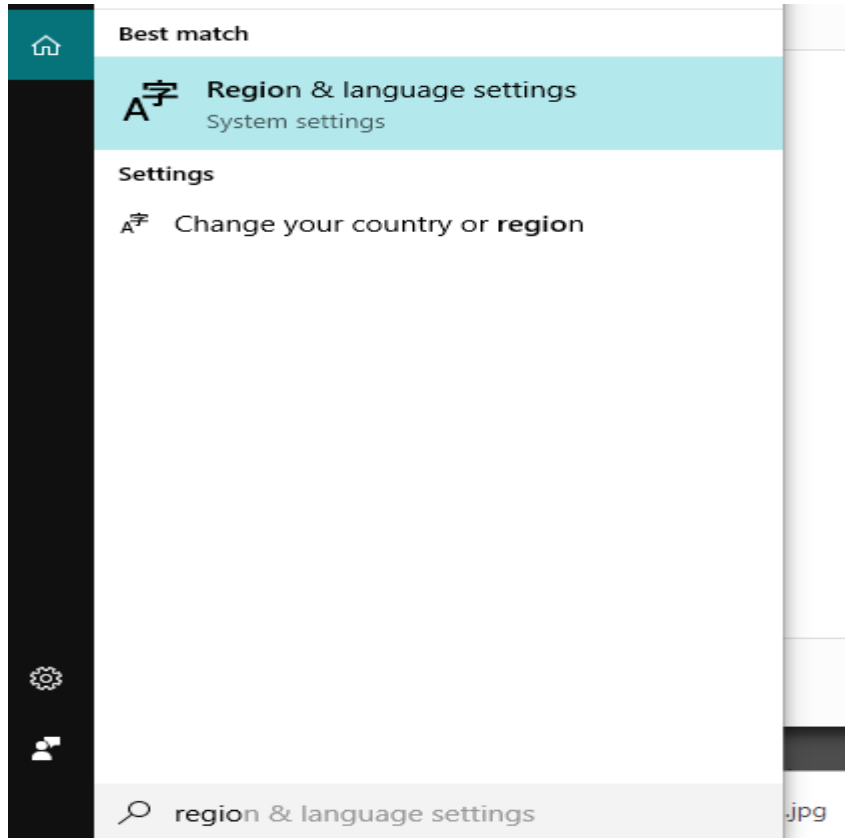 Best match
Region & language settings
System settings
Settings
Change your country or region
region & language settings
.jpg